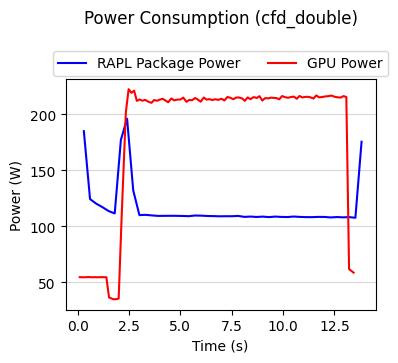 Power Consumption (cfd_double)
RAPL Package Power
GPU Power
200
150
100
50
Power (W)
0.0
2.5
5.0
7.5
10.0
12.5
Time (s)